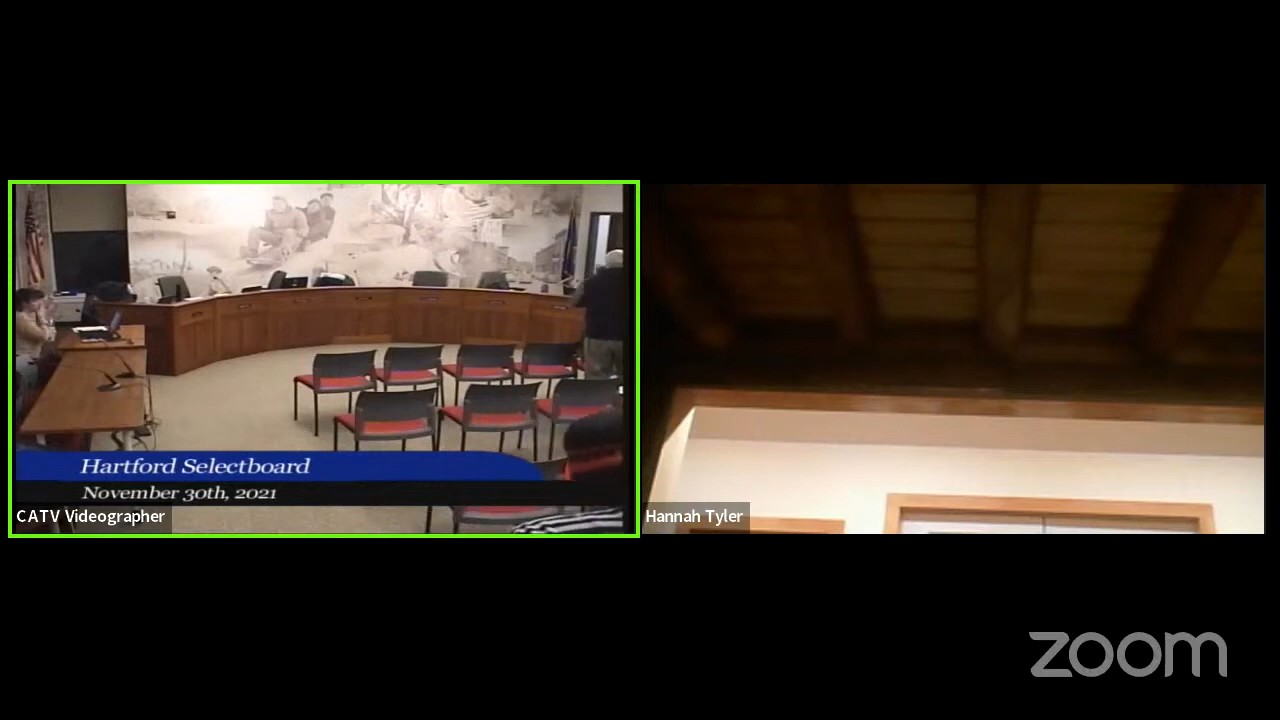 Hartford Selectboard
November 30th, 2021
CATV Videographer
Hannah Tyler
zoom